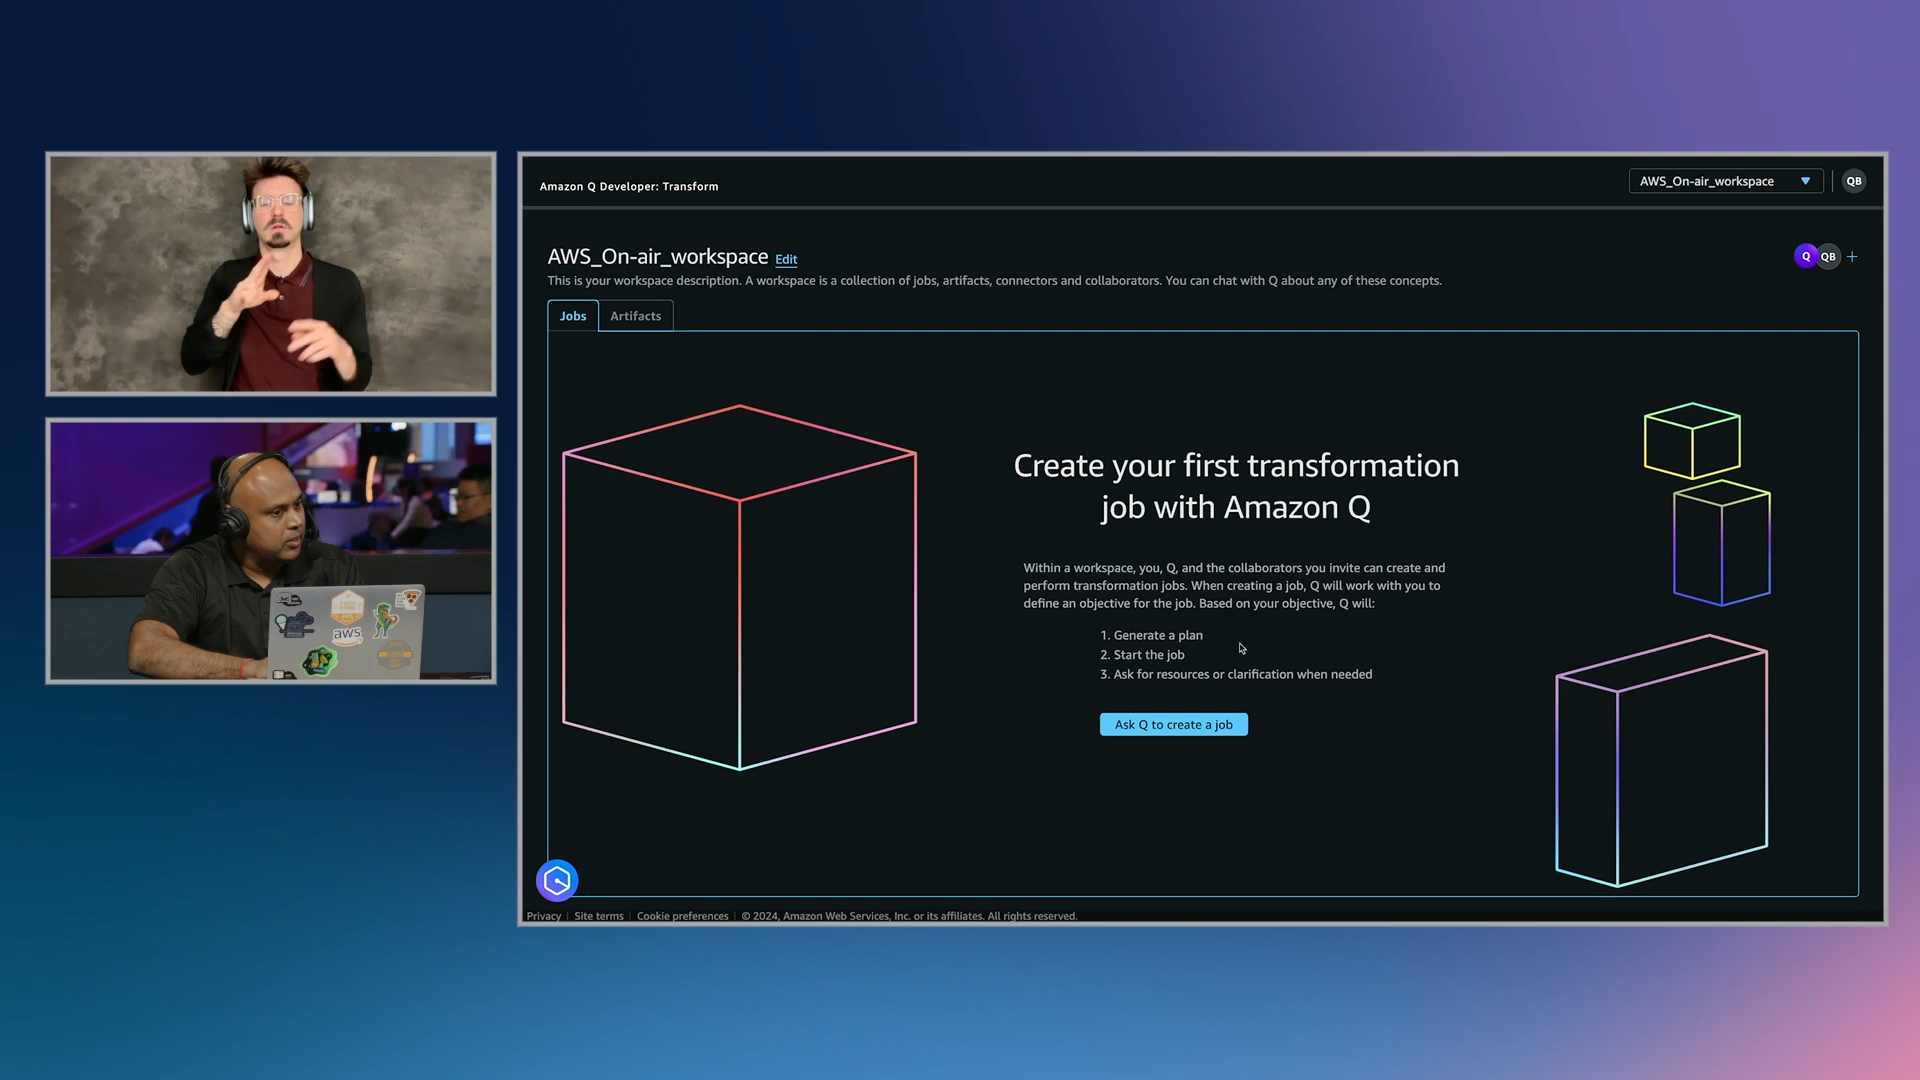 Amazon Q Developer: Transform
AWS_On-air_workspace
QB
AWS_On-air_workspace Edit
Q QB +
This is your workspace description. A workspace is a collection of jobs, artifacts, connectors and collaborators. You can chat with Q about any of these concepts.
Jobs Artifacts
Create your first transformation
job with Amazon Q
Within a workspace, you, Q, and the collaborators you invite can create and
perform transformation jobs. When creating a job, Q will work with you to
define an objective for the job. Based on your objective, Q will:
1. Generate a plan
2. Start the job
3. Ask for resources or clarification when needed
Ask Q to create a job
Privacy | Site terms | Cookie preferences | © 2024, Amazon Web Services, Inc. or its affiliates. All rights reserved.
aws